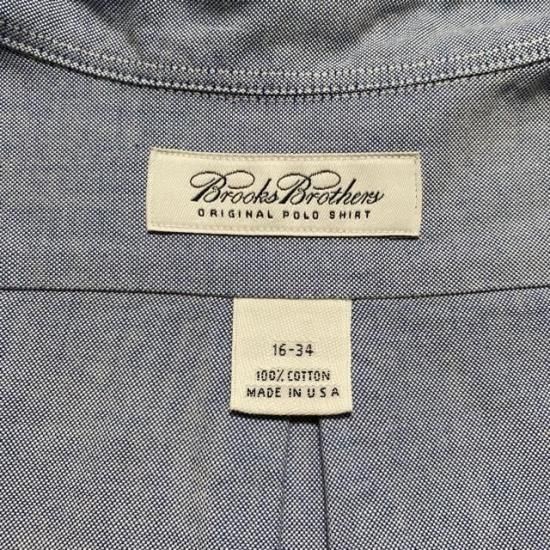 Brooks Brothers
ORIGINAL POLO SHIRT
16-34
100% COTTON
MADE IN USA